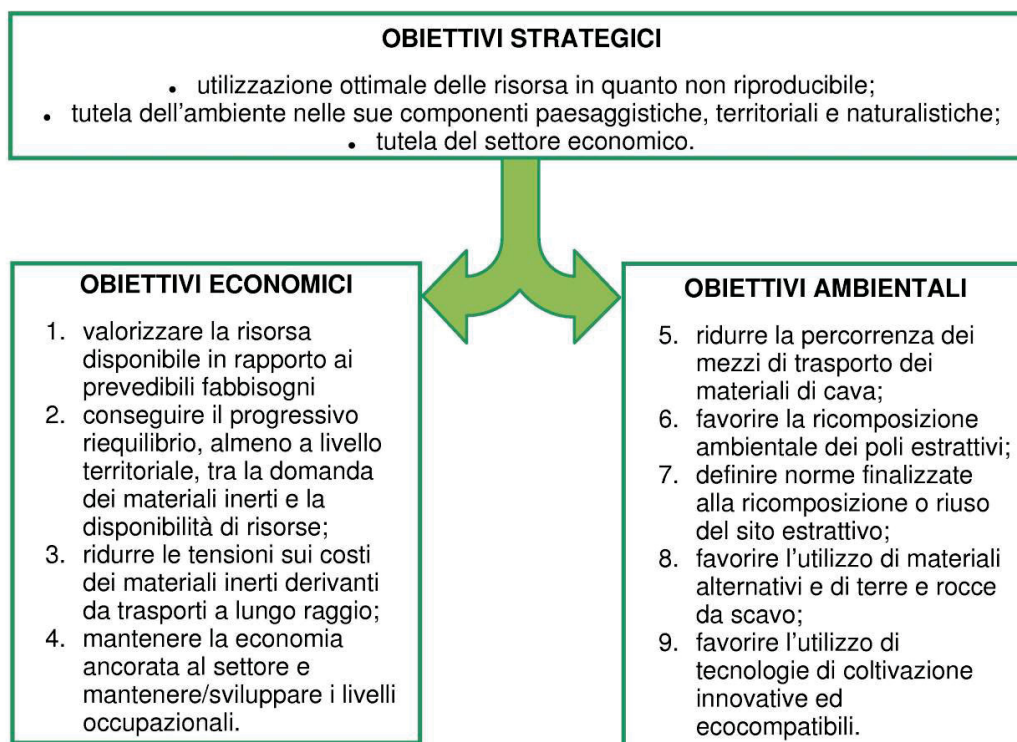 OBIETTIVI STRATEGICI
• utilizzazione ottimale delle risorsa in quanto non riproducibile;
• tutela dell'ambiente nelle sue componenti paesaggistiche, territoriali e naturalistiche;
• tutela del settore economico.
OBIETTIVI ECONOMICI
1. valorizzare la risorsa
disponibile in rapporto ai
prevedibili fabbisogni
2. conseguire il progressivo
riequilibrio, almeno a livello
territoriale, tra la domanda
dei materiali inerti e la
disponibilità di risorse;
3. ridurre le tensioni sui costi
dei materiali inerti derivanti
da trasporti a lungo raggio;
4. mantenere la economia
ancorata al settore e
mantenere/sviluppare i livelli
occupazionali.
OBIETTIVI AMBIENTALI
5. ridurre la percorrenza dei
mezzi di trasporto dei
materiali di cava;
6. favorire la ricomposizione
ambientale dei poli estrattivi;
7. definire norme finalizzate
alla ricomposizione o riuso
del sito estrattivo;
8. favorire l'utilizzo di materiali
alternativi e di terre e rocce
da scavo;
9. favorire l'utilizzo di
tecnologie di coltivazione
innovative ed
ecocompatibili.